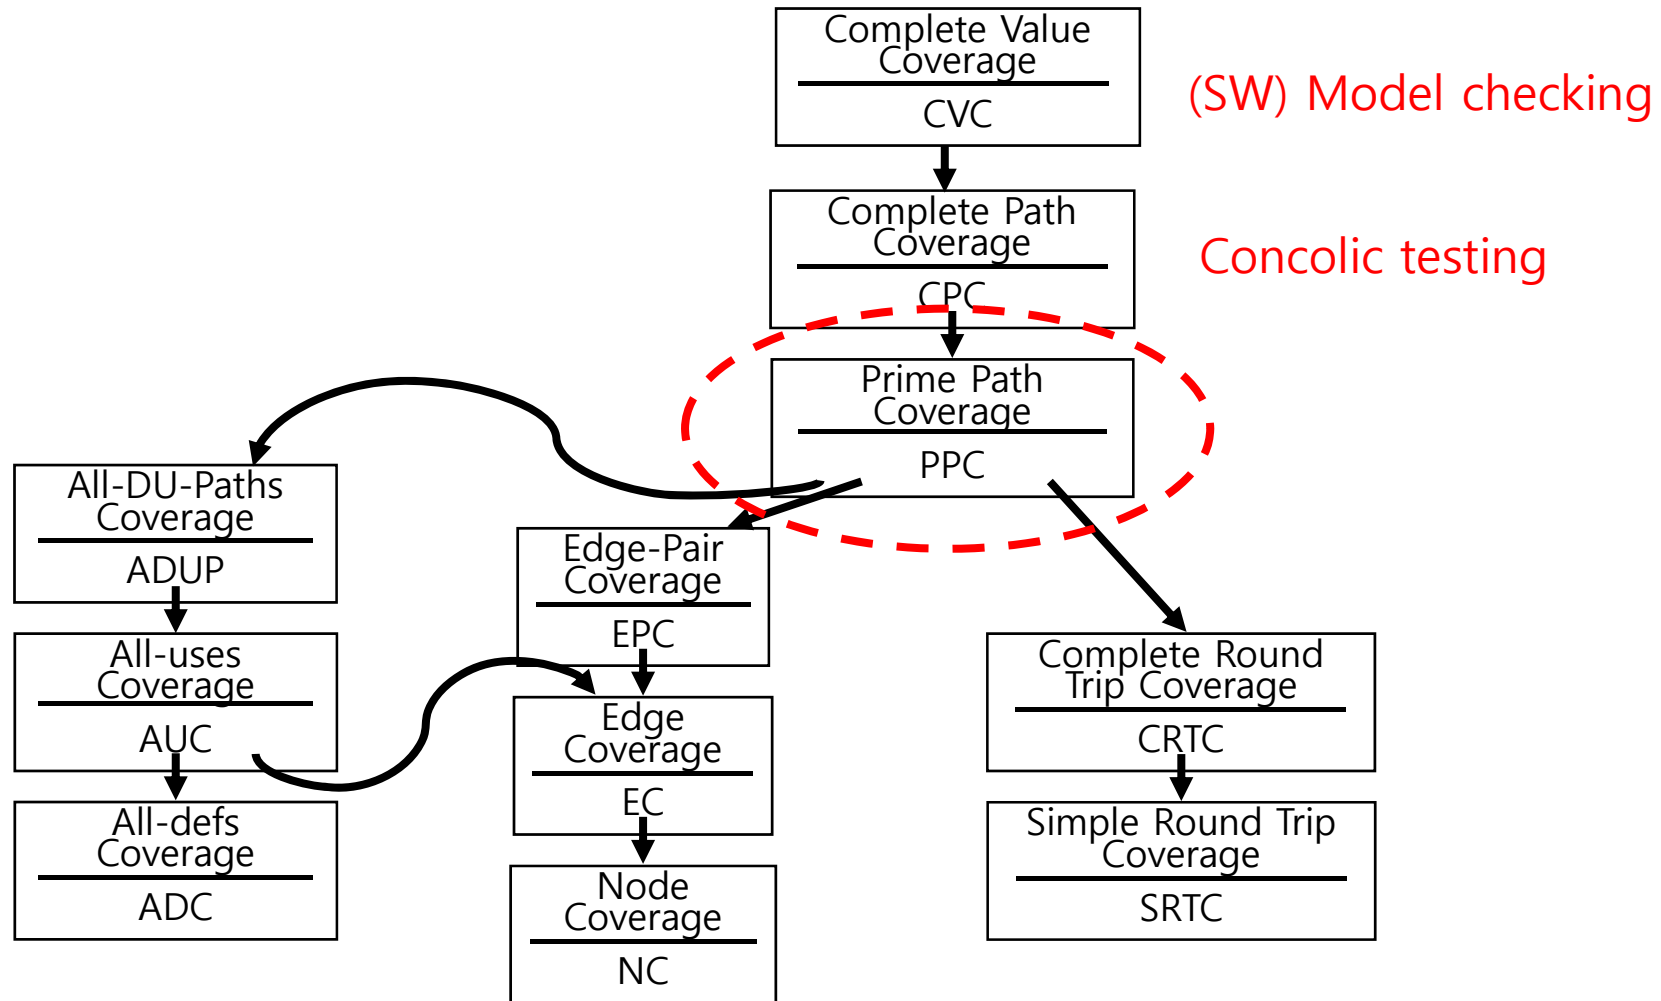 Complete Value
Coverage
CVC
(SW) Model checking
Complete Path
Coverage
CPC
Concolic testing
Prime Path
Coverage
PPC
All-DU-Paths
Coverage
ADUP
Edge-Pair
Coverage
EPC
All-uses
Coverage
AUC
Complete Round
Trip Coverage
CRTC
Edge
Coverage
EC
All-defs
Coverage
ADC
Simple Round Trip
Coverage
SRTC
Node
Coverage
NC